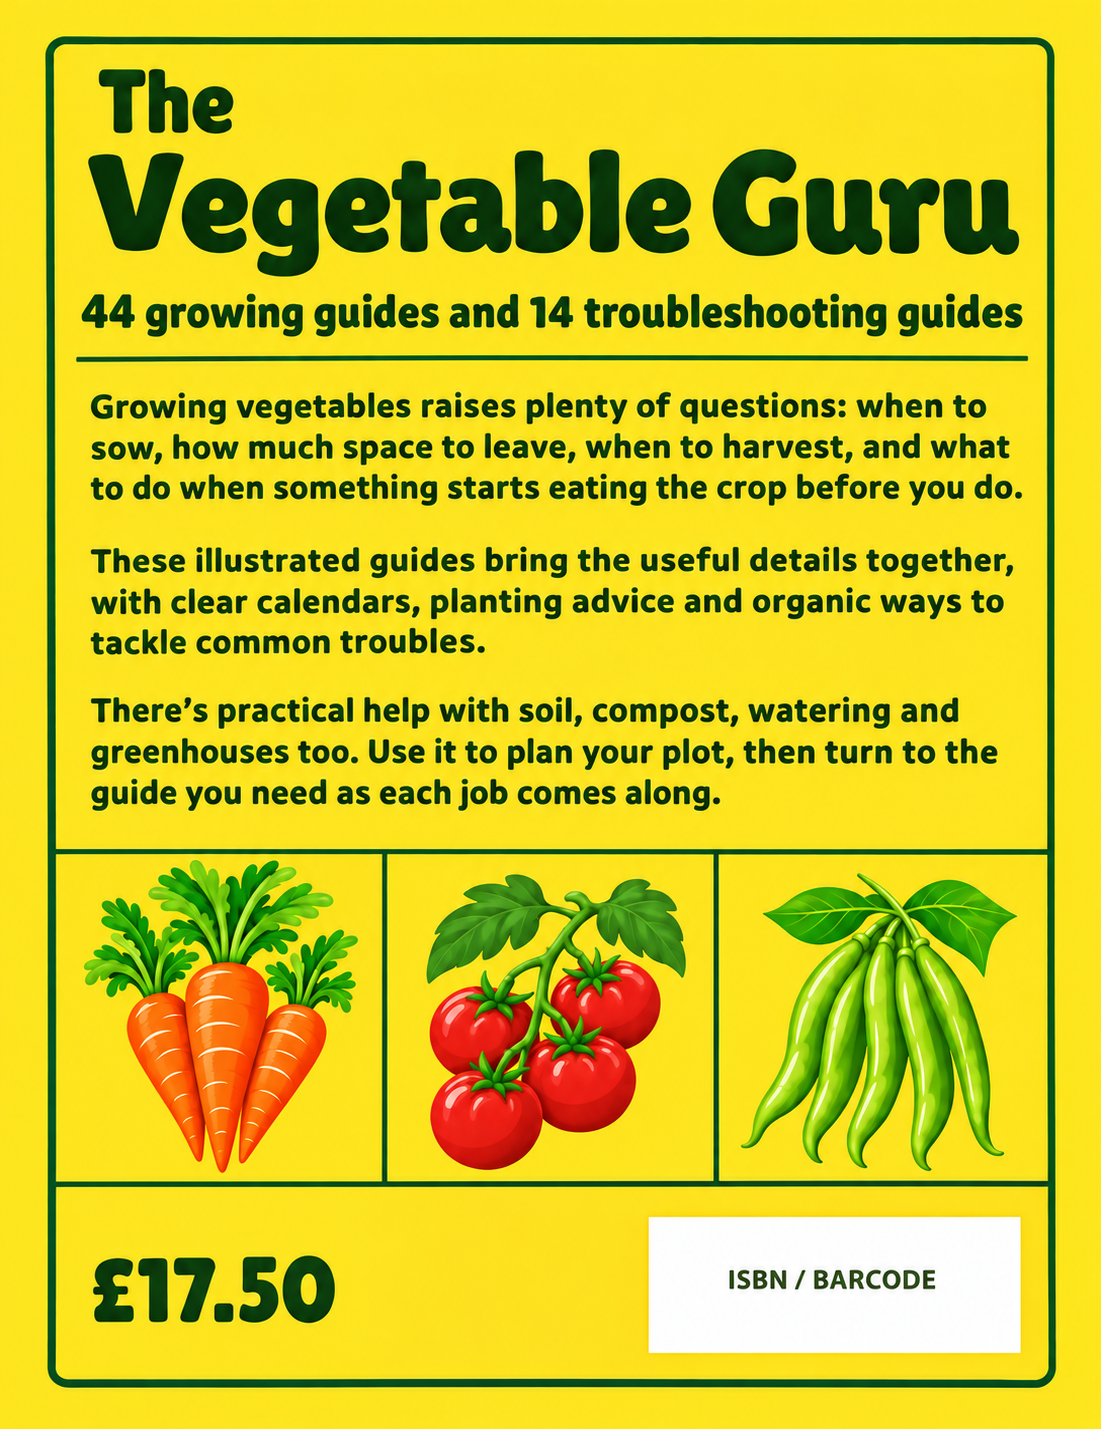 The
Vegetable Guru
44 growing guides and 14 troubleshooting guides
Growing vegetables raises plenty of questions: when to
sow, how much space to leave, when to harvest, and what
to do when something starts eating the crop before you do.
These illustrated guides bring the useful details together,
with clear calendars, planting advice and organic ways to
tackle common troubles.
There’s practical help with soil, compost, watering and
greenhouses too. Use it to plan your plot, then turn to the
guide you need as each job comes along.
£17.50
ISBN / BARCODE